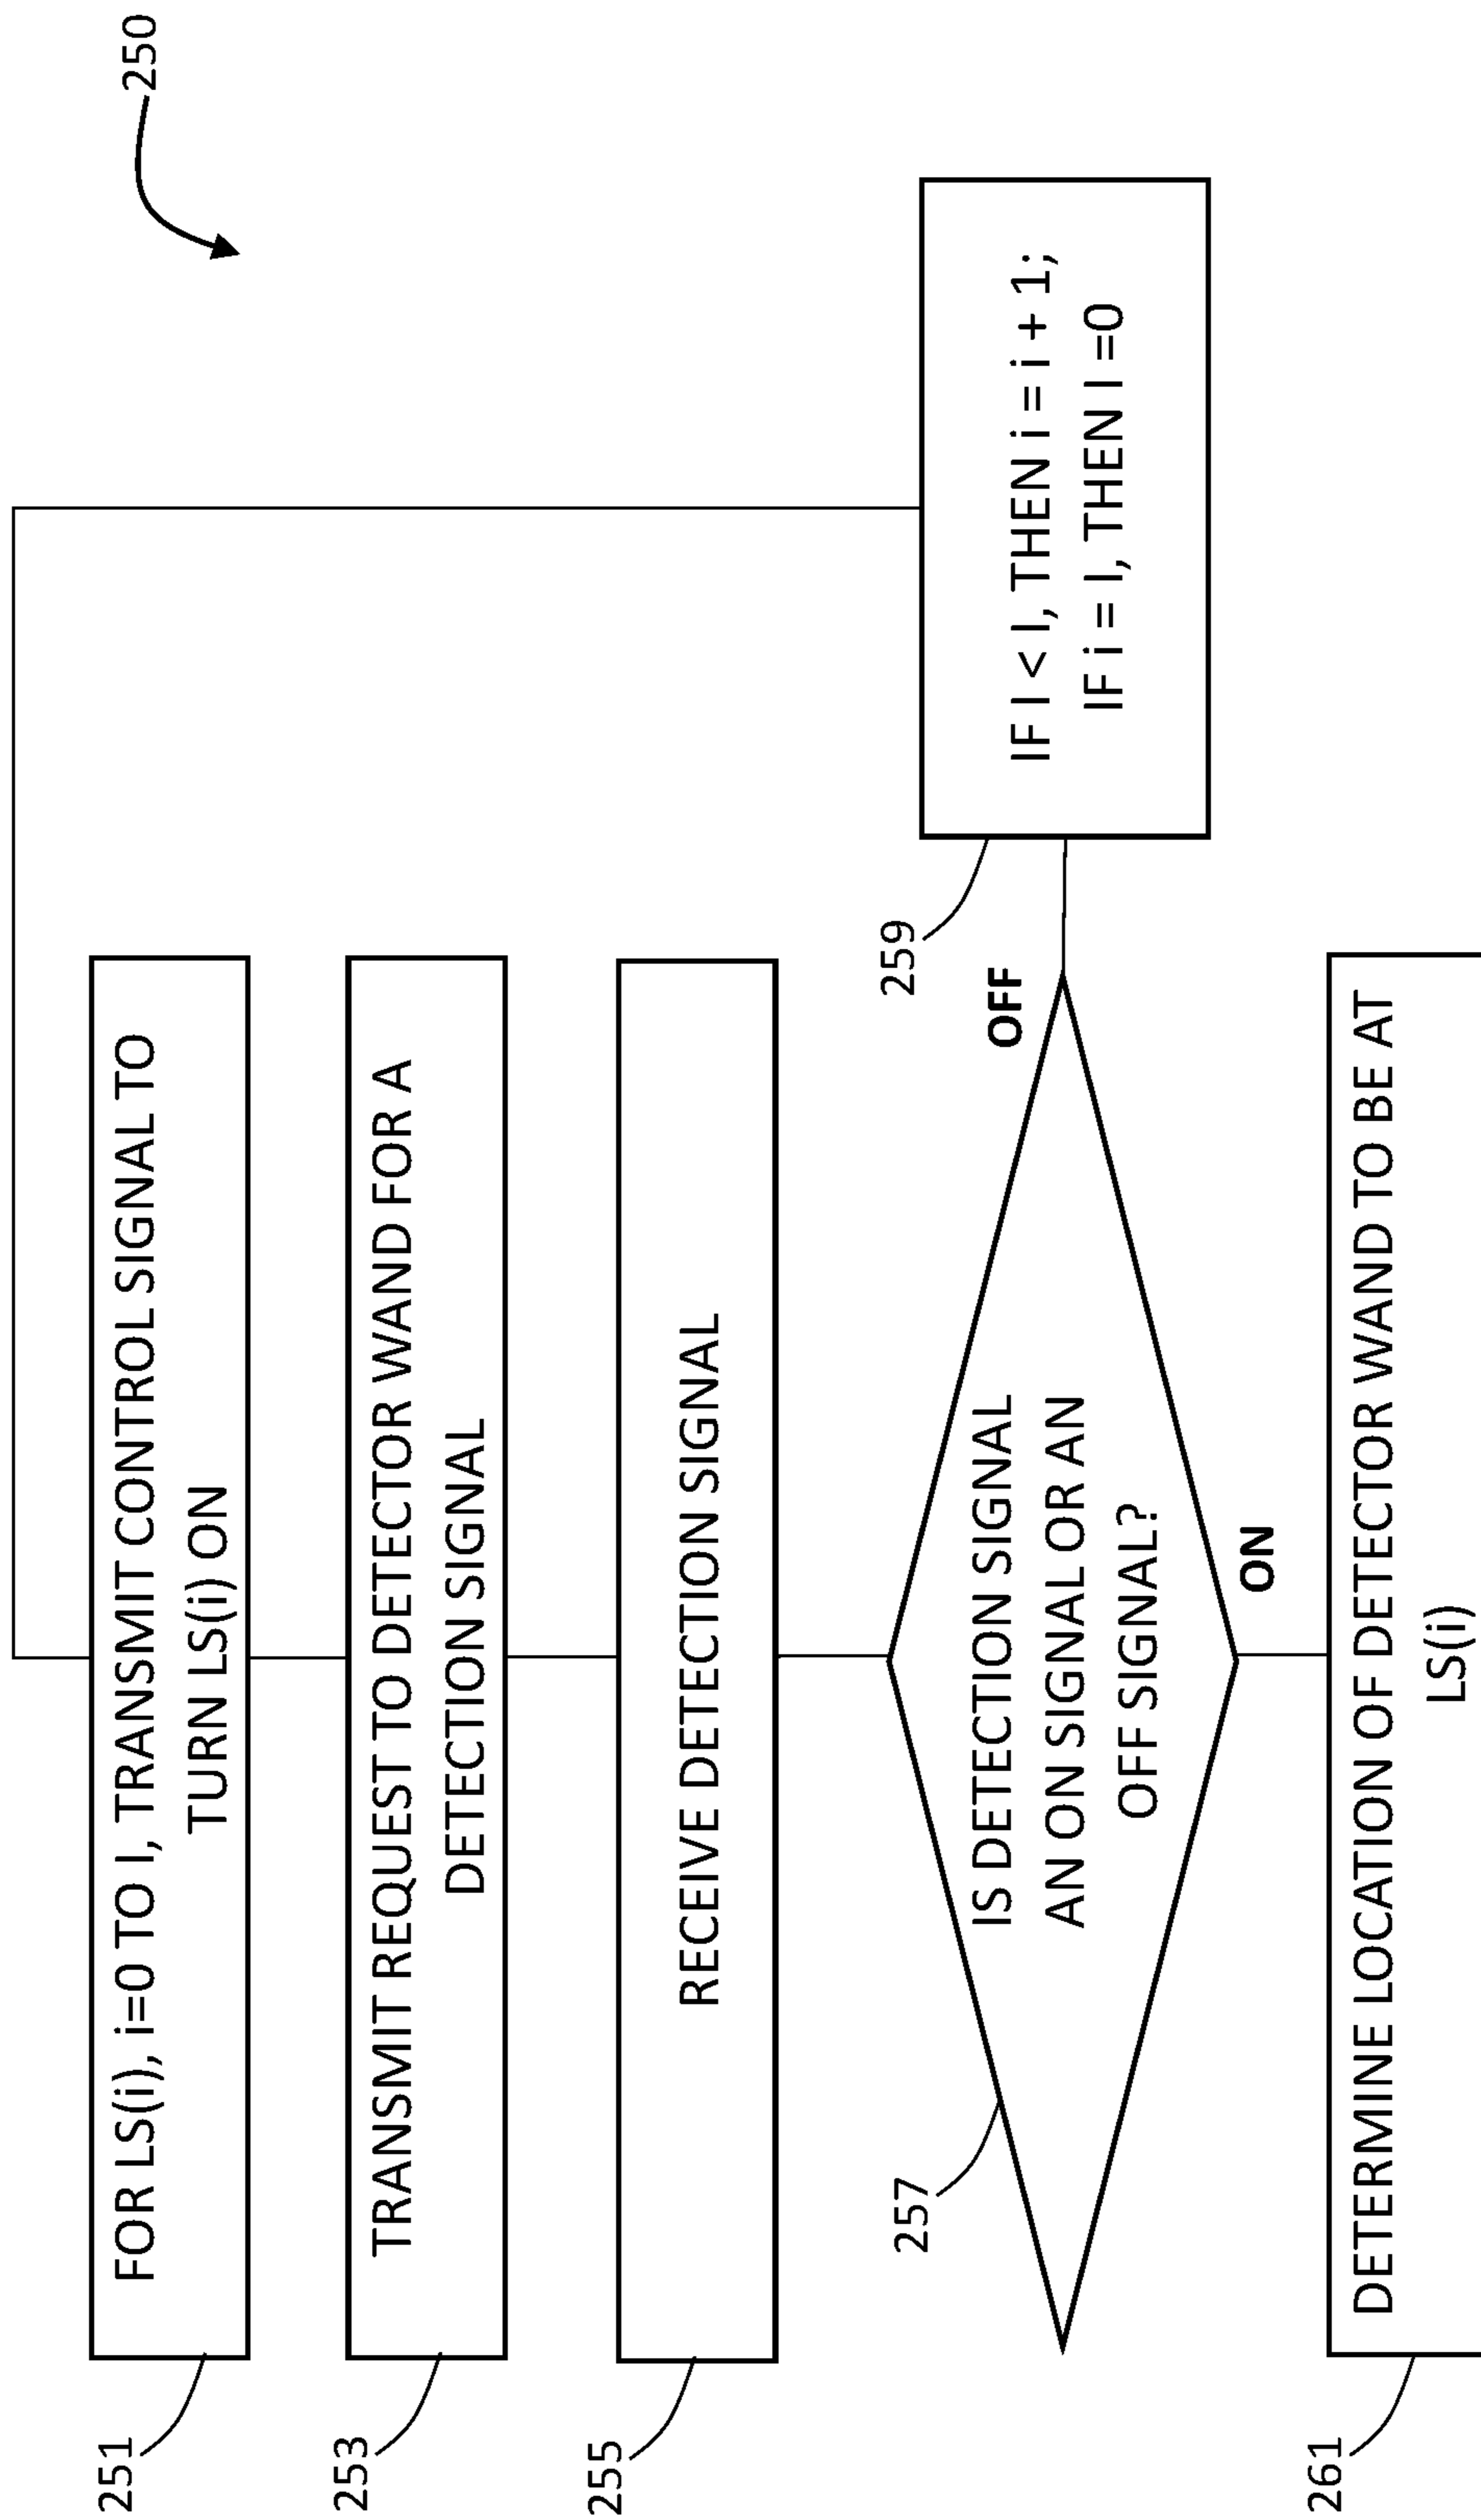 250
251
FOR LS(i), i=0 TO I, TRANSMIT CONTROL SIGNAL TO
TURN LS(i) ON
253
TRANSMIT REQUEST TO DETECTOR WAND FOR A
DETECTION SIGNAL
255
RECEIVE DETECTION SIGNAL
257
IS DETECTION SIGNAL
AN ON SIGNAL OR AN
OFF SIGNAL?
OFF
259
IF I < I, THEN i = i + 1;
IF i = I, THEN I =0
ON
261
DETERMINE LOCATION OF DETECTOR WAND TO BE AT
LS(i)